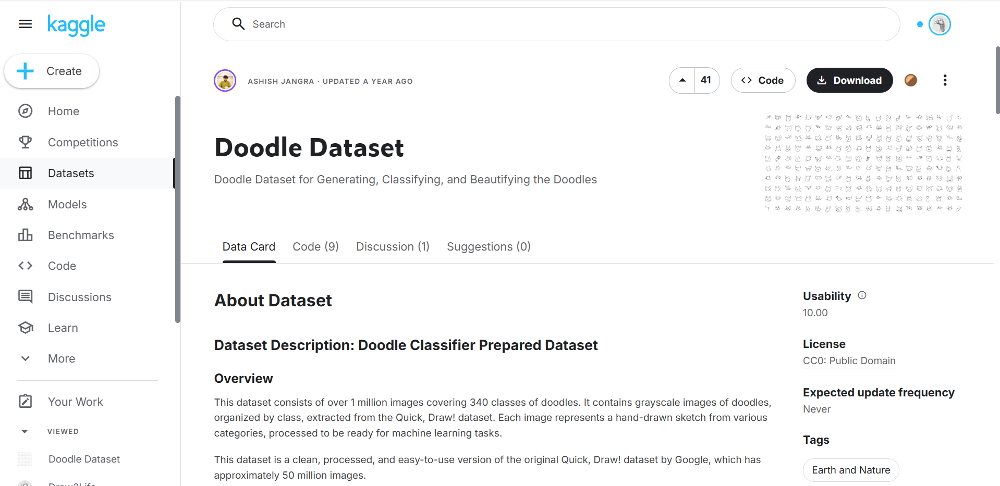 kaggle
Search
Create
Home
Competitions
Datasets
Models
Benchmarks
Code
Discussions
Learn
More
Your Work
VIEWED
Doodle Dataset
ASHISH JANGRA · UPDATED A YEAR AGO
41
Code
Download
Doodle Dataset
Doodle Dataset for Generating, Classifying, and Beautifying the Doodles
Data Card Code (9) Discussion (1) Suggestions (0)
About Dataset
Dataset Description: Doodle Classifier Prepared Dataset
Overview
This dataset consists of over 1 million images covering 340 classes of doodles. It contains grayscale images of doodles,
organized by class, extracted from the Quick, Draw! dataset. Each image represents a hand-drawn sketch from various
categories, processed to be ready for machine learning tasks.
This dataset is a clean, processed, and easy-to-use version of the original Quick, Draw! dataset by Google, which has
approximately 50 million images.
Usability
10.00
License
CC0: Public Domain
Expected update frequency
Never
Tags
Earth and Nature